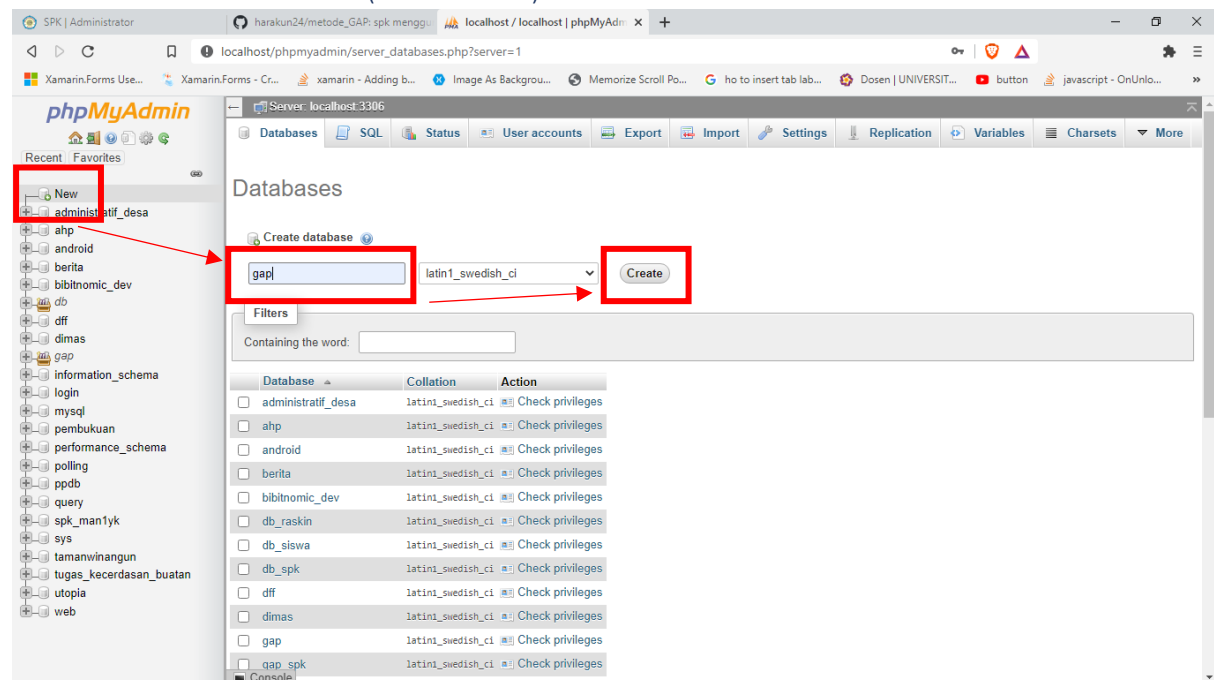 SPK | Administrator
harakun24/metode_GAP: spk menggu
localhost / localhost | phpMyAdm
localhost/phpmyadmin/server_databases.php?server=1
Xamarin.Forms Use...
Xamarin.Forms - Cr...
xamarin - Adding b...
Image As Backgrou...
Memorize Scroll Po...
ho to insert tab lab...
Dosen | UNIVERSIT...
button
javascript - OnUnlo...
»
phpMyAdmin
Recent Favorites
New
administratif_desa
ahp
android
berita
bibitnomic_dev
db
dff
dimas
gap
information_schema
login
mysql
pembukuan
performance_schema
polling
ppdb
query
spk_man1yk
sys
tamanwinangun
tugas_kecerdasan_buatan
utopia
web
Server: localhost:3306
Databases SQL Status User accounts Export Import Settings Replication Variables Charsets More
Databases
Create database
gap latin1_swedish_ci Create
Filters
Containing the word:
Database Collation Action
administratif_desa latin1_swedish_ci Check privileges
ahp latin1_swedish_ci Check privileges
android latin1_swedish_ci Check privileges
berita latin1_swedish_ci Check privileges
bibitnomic_dev latin1_swedish_ci Check privileges
db_raskin latin1_swedish_ci Check privileges
db_siswa latin1_swedish_ci Check privileges
db_spk latin1_swedish_ci Check privileges
dff latin1_swedish_ci Check privileges
dimas latin1_swedish_ci Check privileges
gap latin1_swedish_ci Check privileges
gap_spk latin1_swedish_ci Check privileges
Console